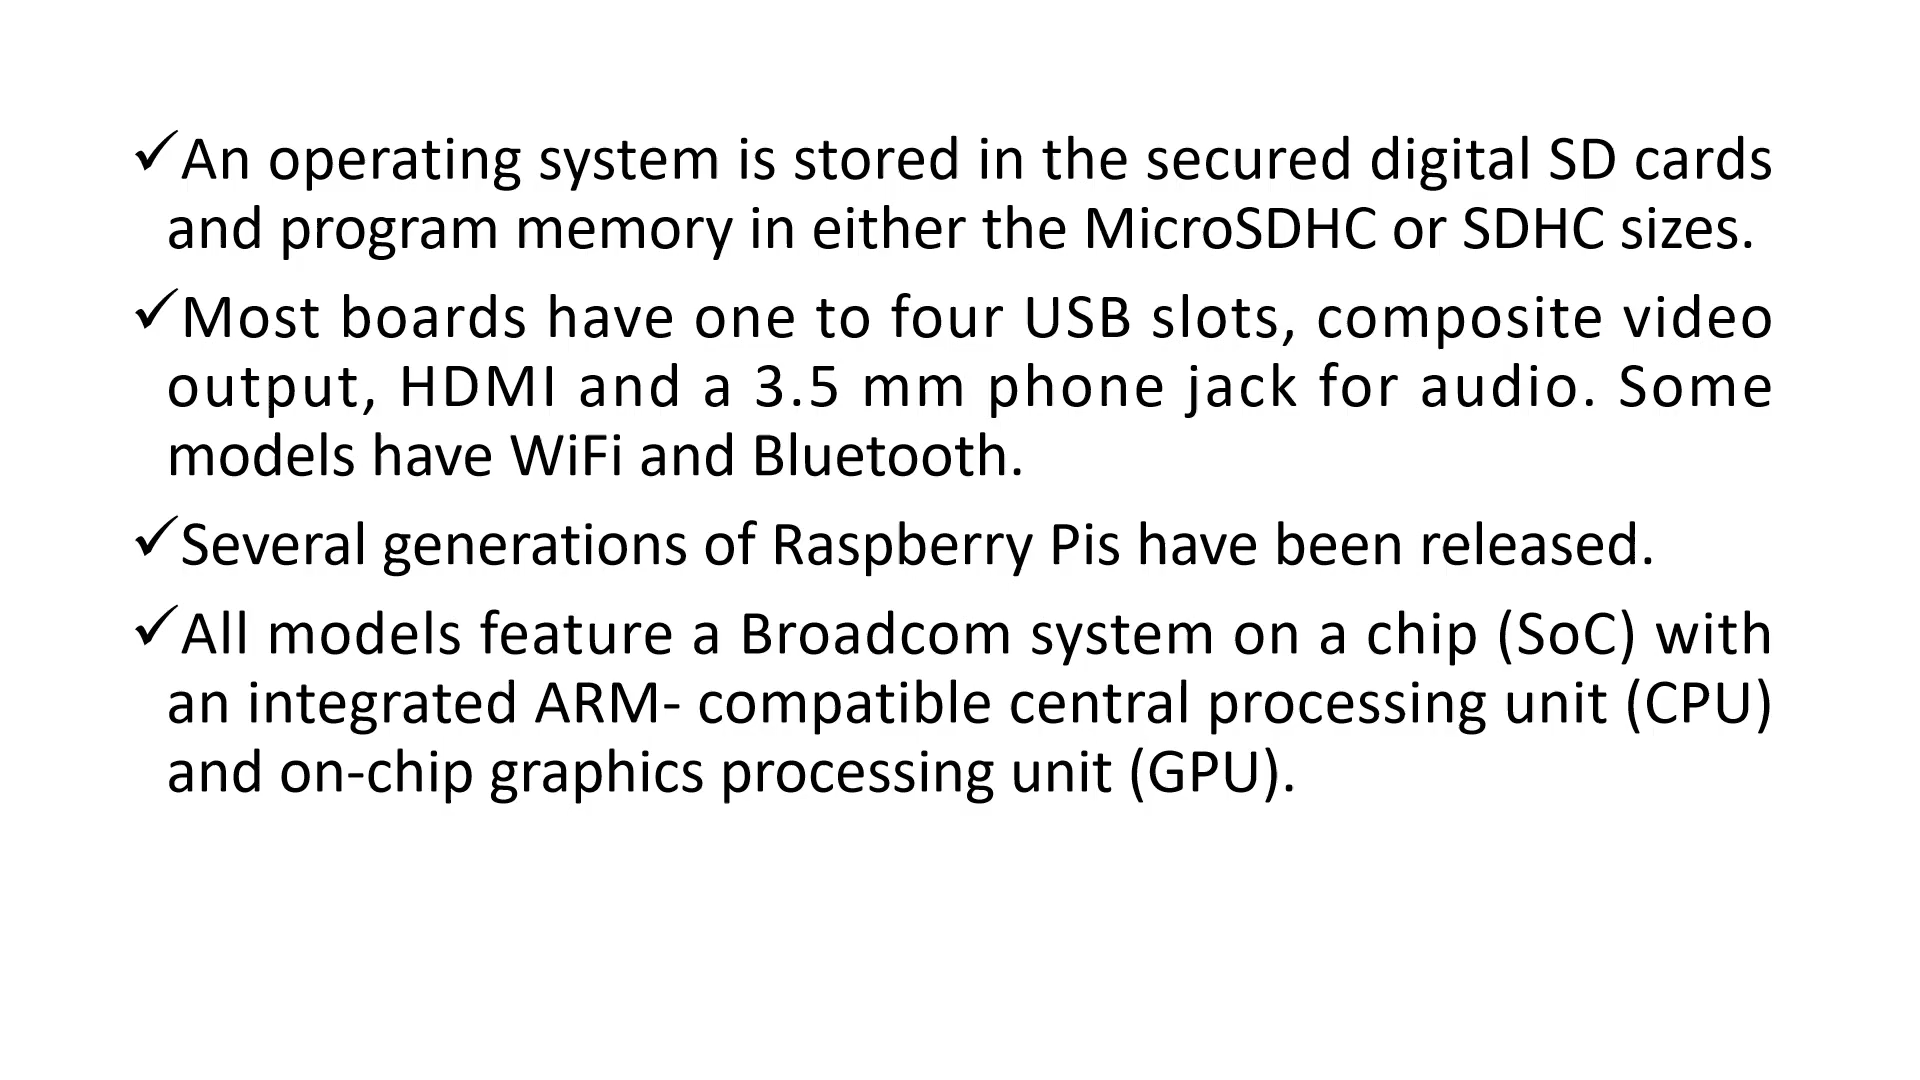 ✓An operating system is stored in the secured digital SD cards
and program memory in either the MicroSDHC or SDHC sizes.
✓Most boards have one to four USB slots, composite video
output, HDMI and a 3.5 mm phone jack for audio. Some
models have WiFi and Bluetooth.
✓Several generations of Raspberry Pis have been released.
✓All models feature a Broadcom system on a chip (SoC) with
an integrated ARM- compatible central processing unit (CPU)
and on-chip graphics processing unit (GPU).